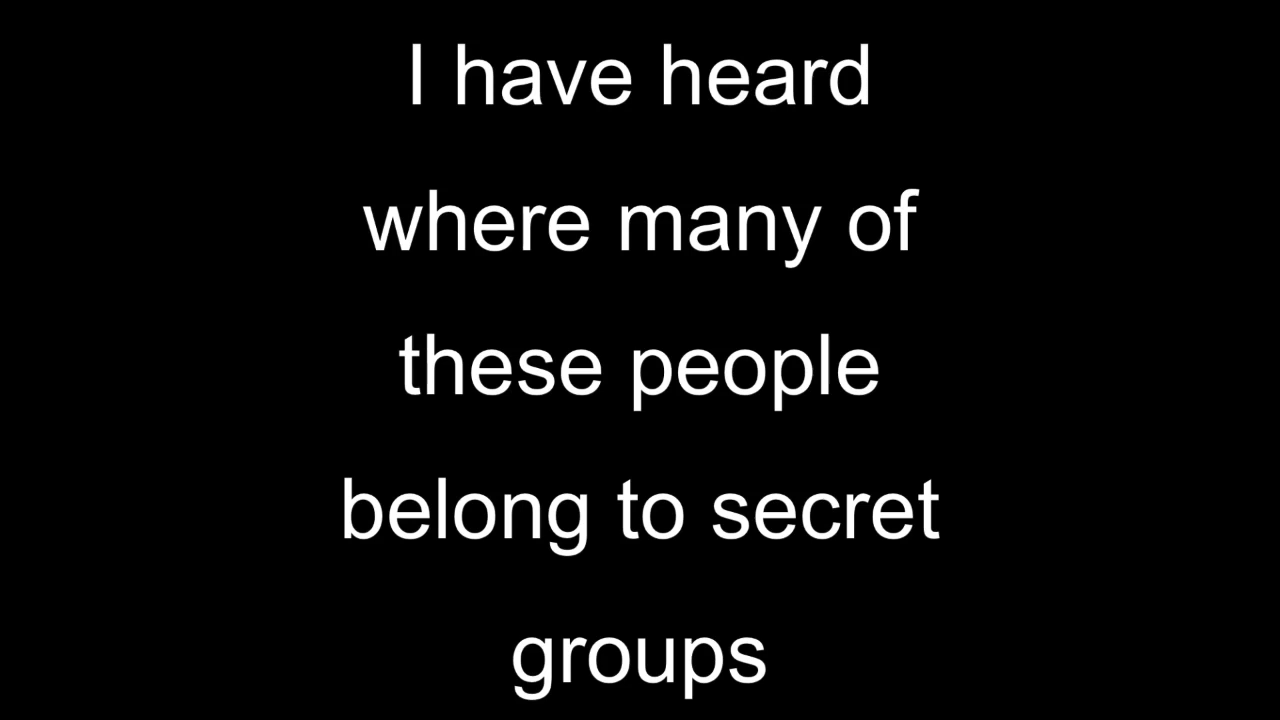 I have heard
where many of
these people
belong to secret
groups